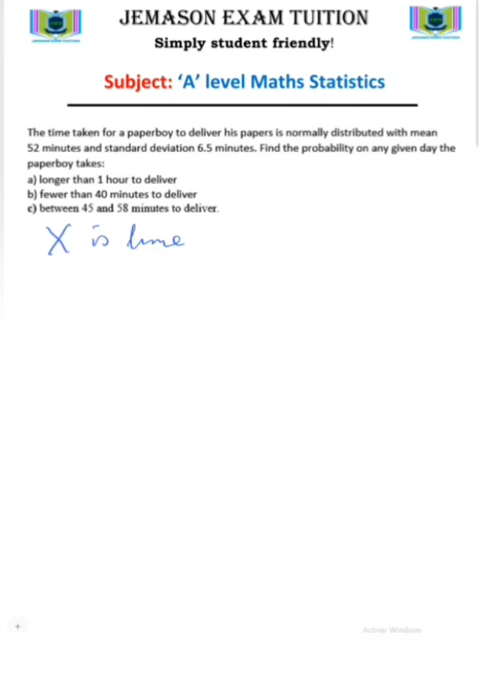 JEMASON EXAM TUITION
Simply student friendly!
Subject: ‘A’ level Maths Statistics
The time taken for a paperboy to deliver his papers is normally distributed with mean
52 minutes and standard deviation 6.5 minutes. Find the probability on any given day the
paperboy takes:
a) longer than 1 hour to deliver
b) fewer than 40 minutes to deliver
c) between 45 and 58 minutes to deliver.
X is time
+
Activer Windows